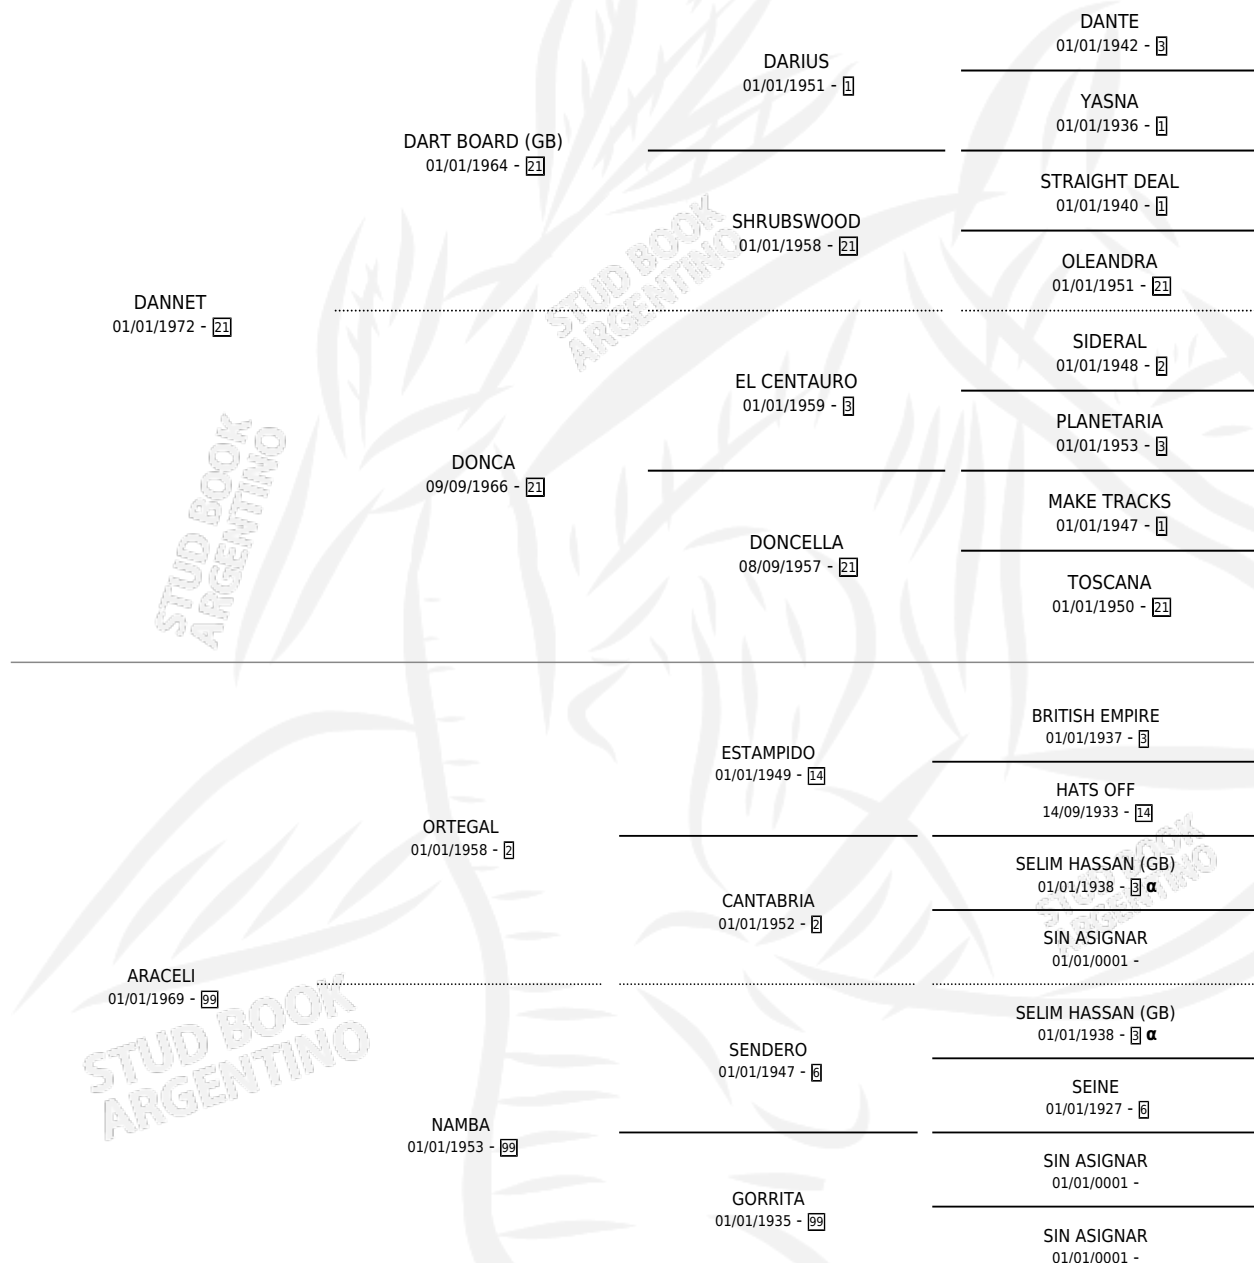 DANTE
01/01/1942 - 3
DARIUS
01/01/1951 - 1
YASNA
01/01/1936 - 1
DART BOARD (GB)
01/01/1964 - 21
STRAIGHT DEAL
01/01/1940 - 1
SHRUBSWOOD
01/01/1958 - 21
OLEANDRA
01/01/1951 - 21
STUD BOOK
ARGENTINO
DANNET
01/01/1972 - 21
SIDERAL
01/01/1948 - 2
EL CENTAURO
01/01/1959 - 3
PLANETARIA
01/01/1953 - 3
DONCA
09/09/1966 - 21
MAKE TRACKS
01/01/1947 - 1
DONCELLA
08/09/1957 - 21
TOSCANA
01/01/1950 - 21
STUD BOOK
ARGENTINO
BRITISH EMPIRE
01/01/1937 - 3
ESTAMPIDO
01/01/1949 - 14
HATS OFF
14/09/1933 - 14
ORTEGAL
01/01/1958 - 2
SELIM HASSAN (GB)
01/01/1938 - 3 α
CANTABRIA
01/01/1952 - 2
SIN ASIGNAR
01/01/0001 -
STUD BOOK
ARGENTINO
ARACELI
01/01/1969 - 99
SELIM HASSAN (GB)
01/01/1938 - 3 α
SENDERO
01/01/1947 - 6
SEINE
01/01/1927 - 6
STUD BOOK
ARGENTINO
NAMBA
01/01/1953 - 99
SIN ASIGNAR
01/01/0001 -
GORRITA
01/01/1935 - 99
SIN ASIGNAR
01/01/0001 -